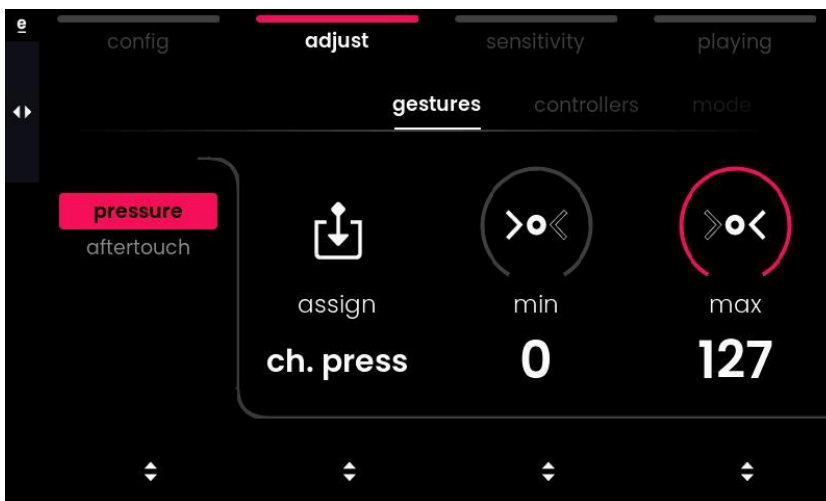 e
config adjust sensitivity playing
gestures controllers mode
pressure
aftertouch
assign min max
ch. press 0 127